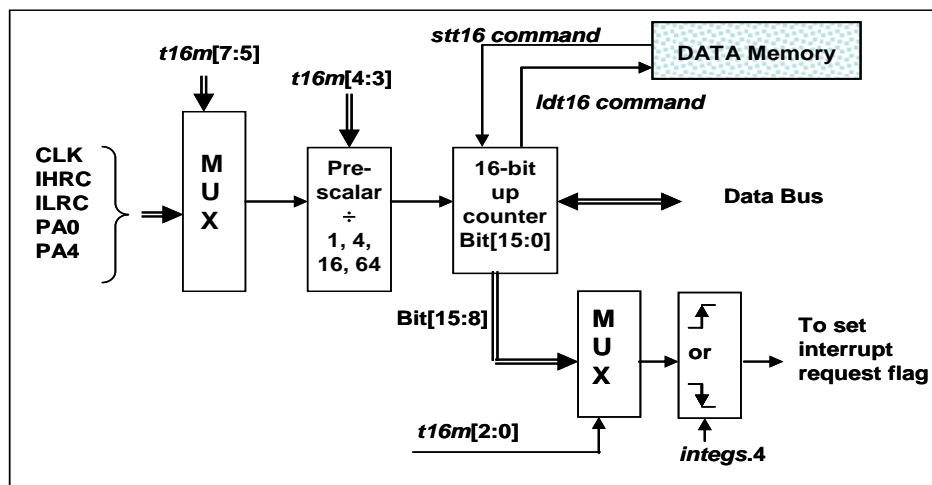 stt16 command
DATA Memory
t16m[7:5]
t16m[4:3]
ldt16 command
CLK
IHRC
ILRC
PA0
PA4
M
U
X
Pre-
scalar
÷
1, 4,
16, 64
16-bit
up
counter
Bit[15:0]
Data Bus
Bit[15:8]
M
U
X
or
To set
interrupt
request flag
t16m[2:0]
integs.4